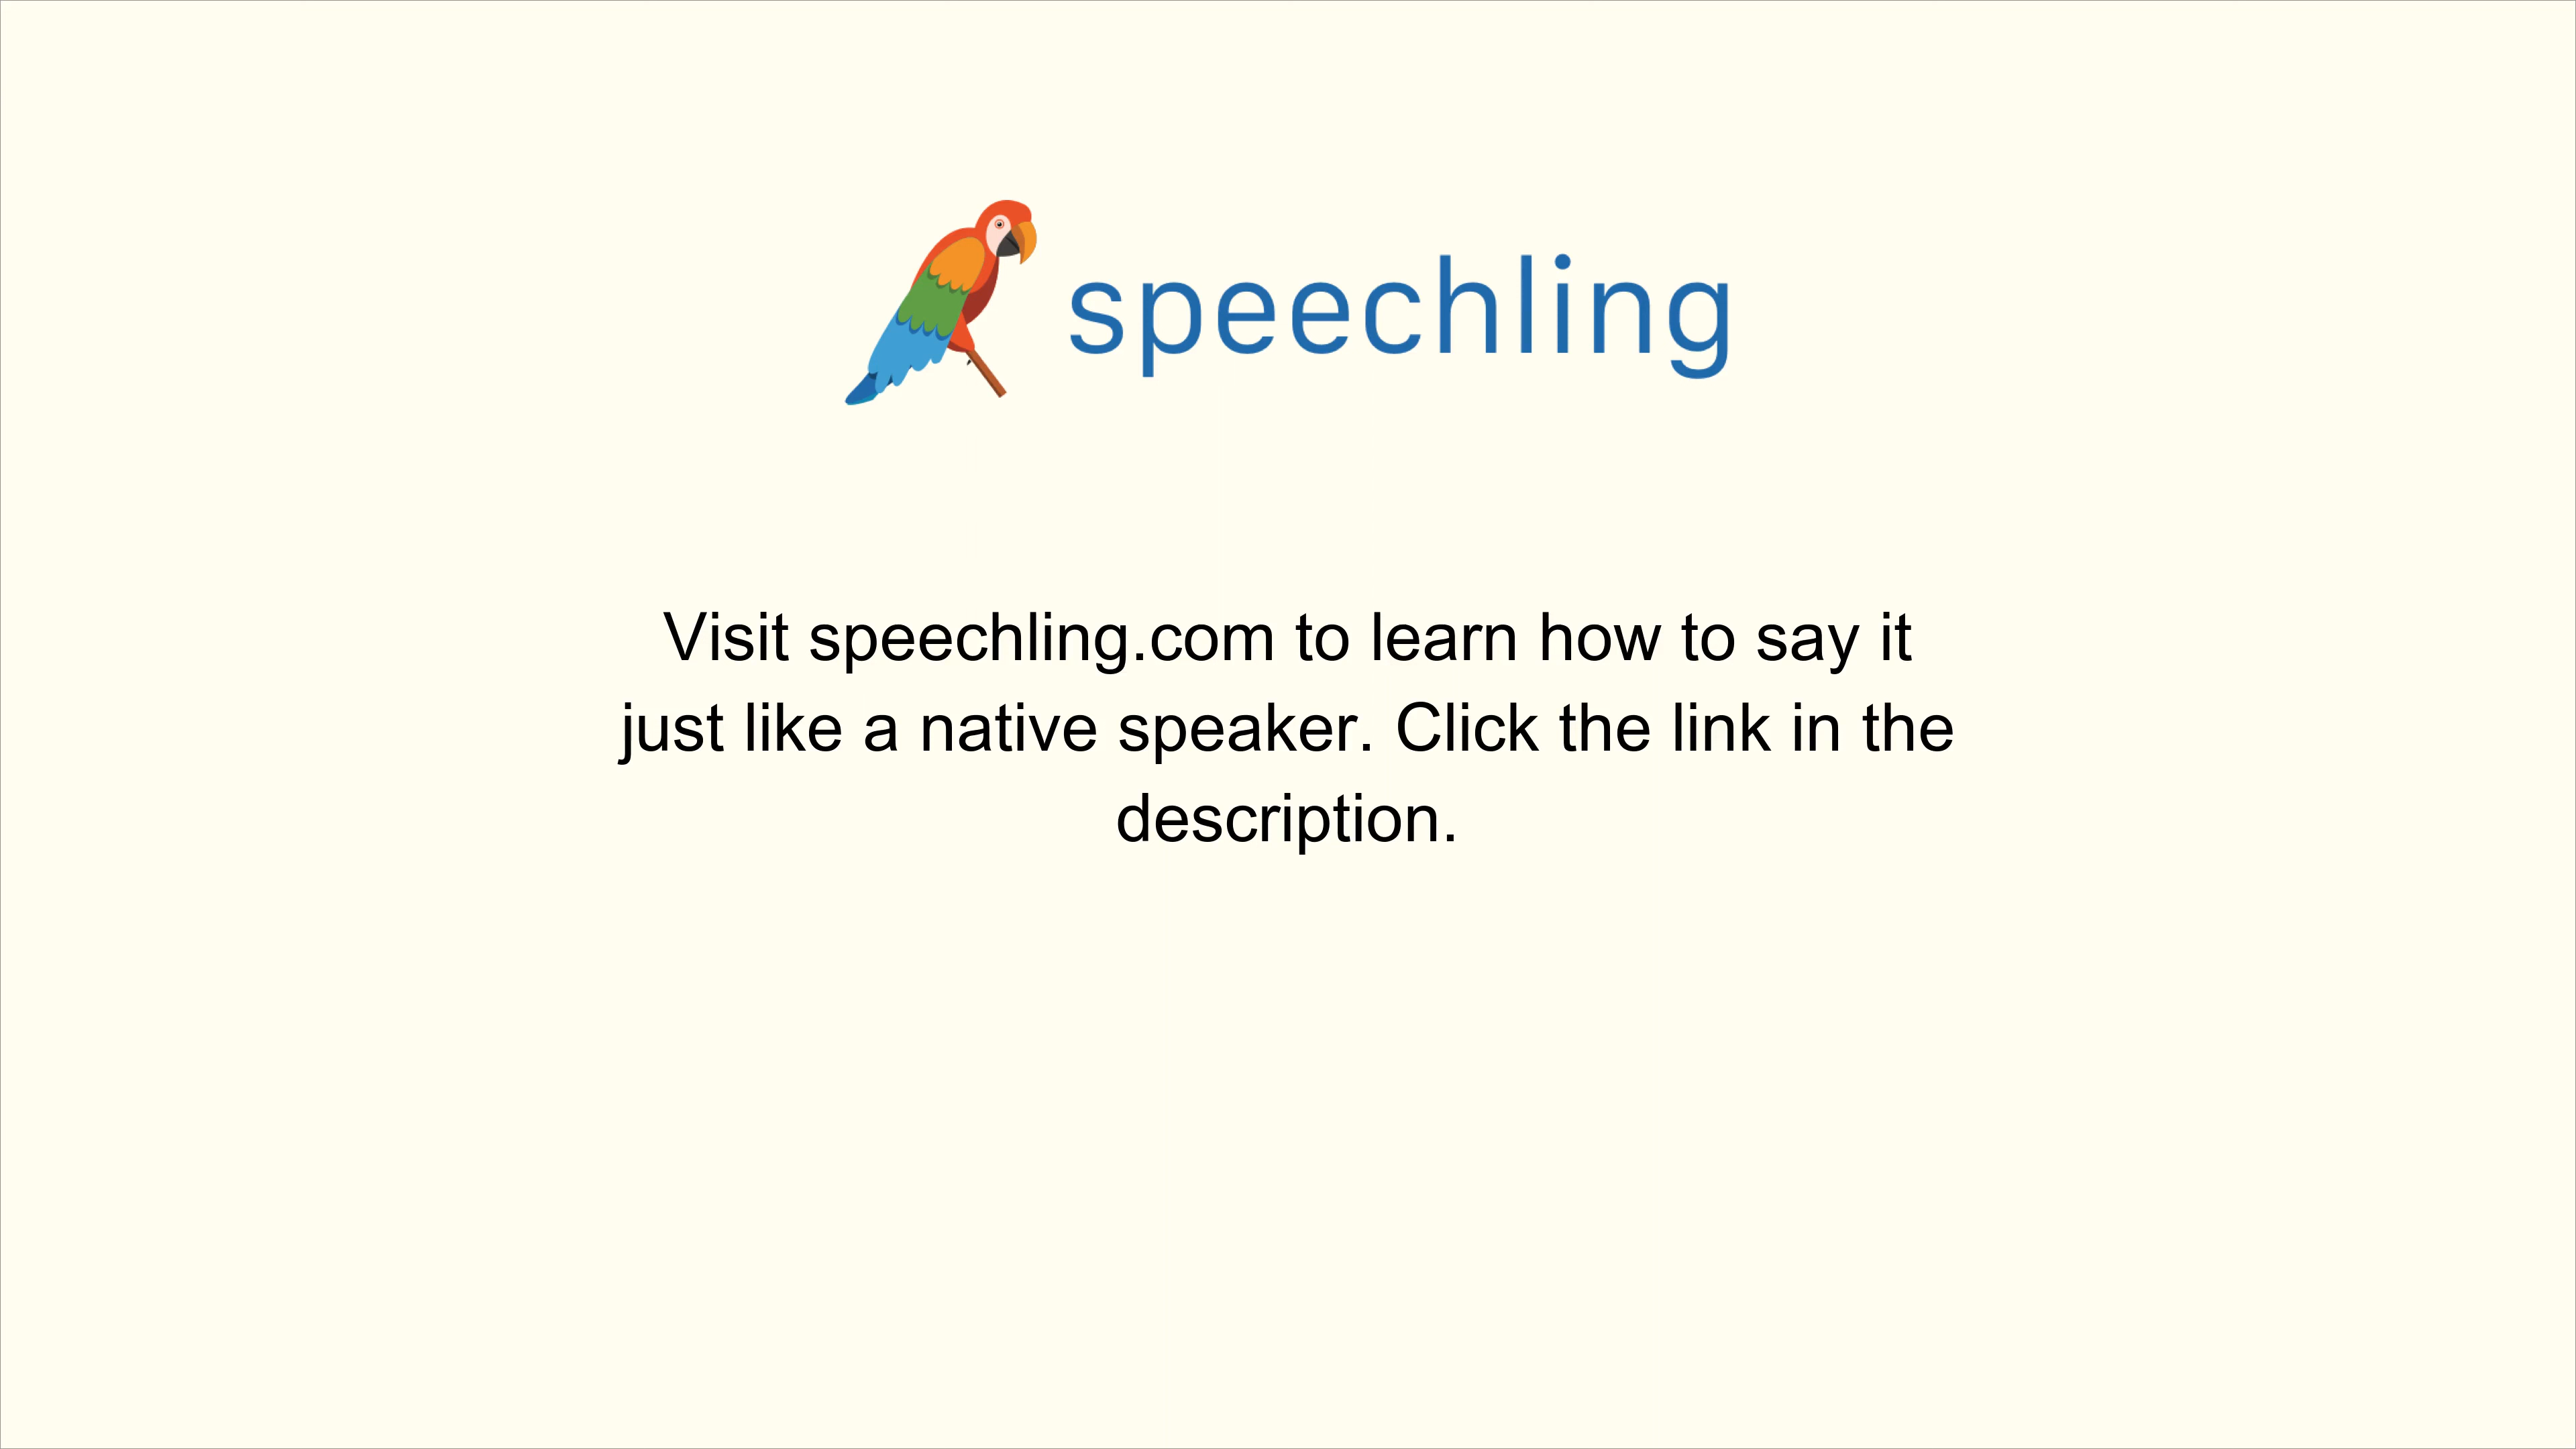 speechling
Visit speechling.com to learn how to say it
just like a native speaker. Click the link in the
description.